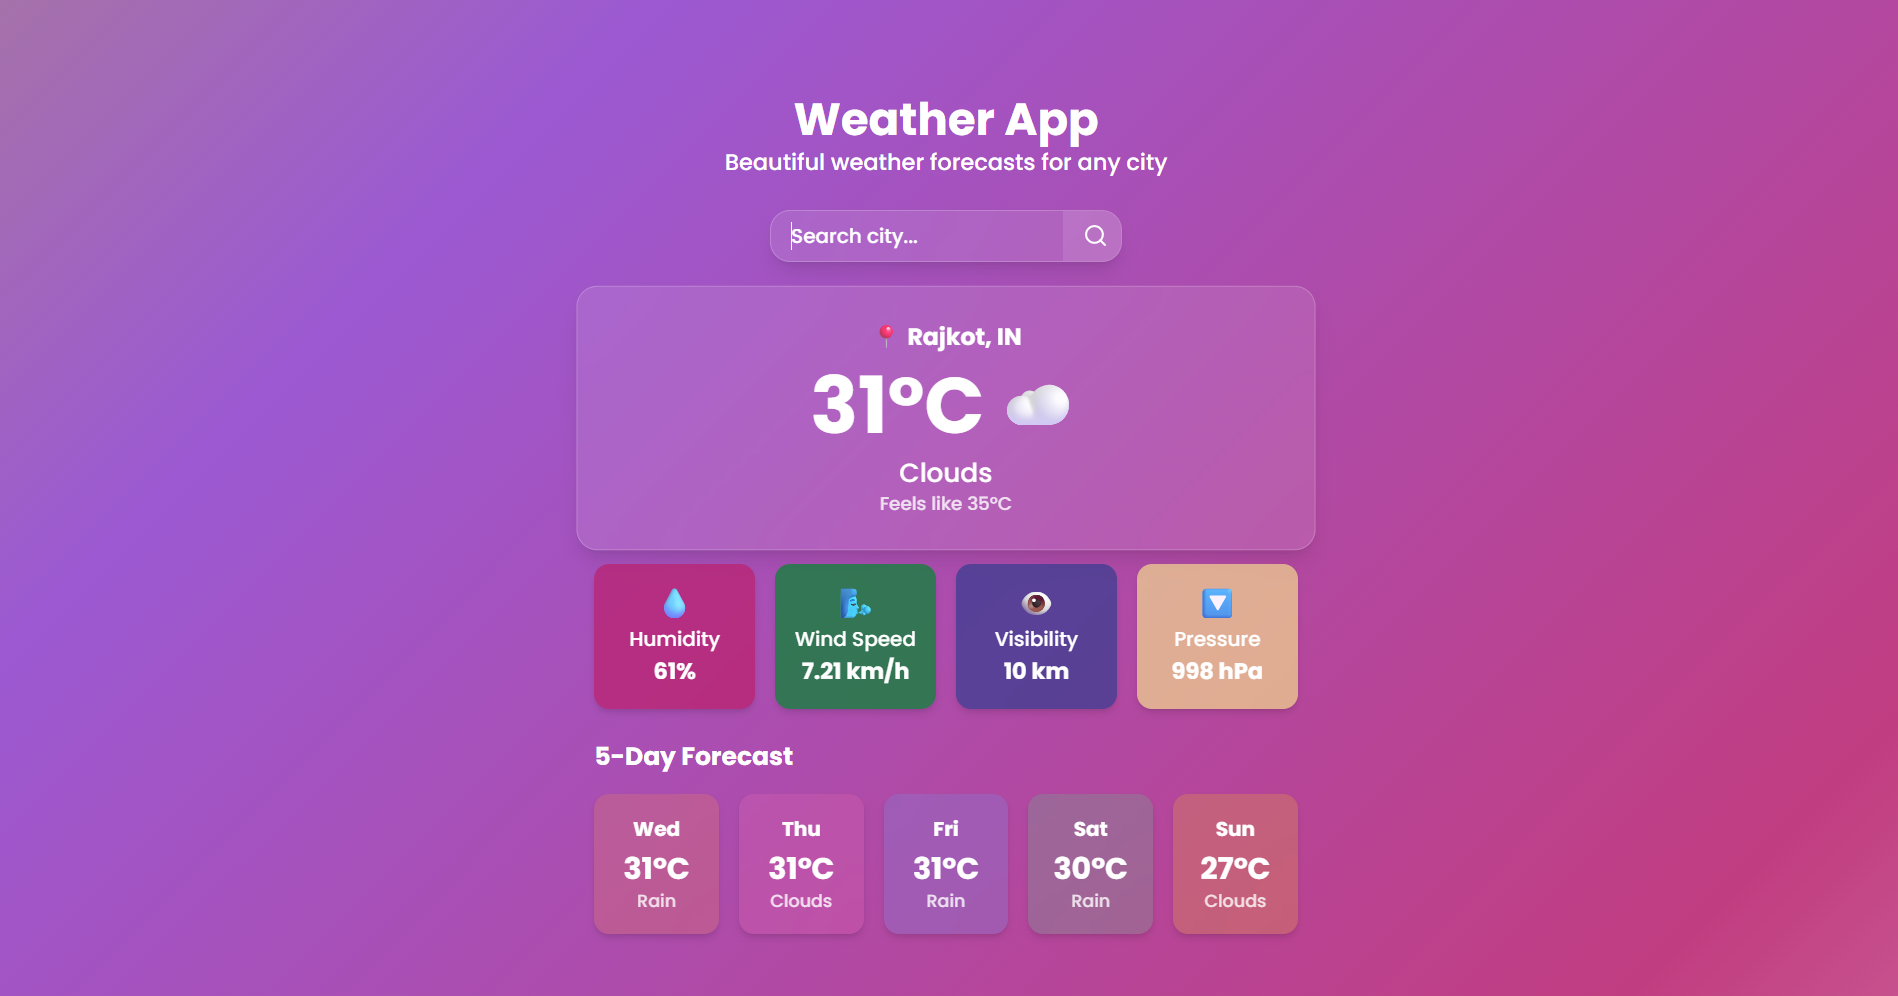 Weather App
Beautiful weather forecasts for any city
Search city...
Rajkot, IN
31°C
Clouds
Feels like 35°C
Humidity
61%
Wind Speed
7.21 km/h
Visibility
10 km
Pressure
998 hPa
5-Day Forecast
Wed
31°C
Rain
Thu
31°C
Clouds
Fri
31°C
Rain
Sat
30°C
Rain
Sun
27°C
Clouds